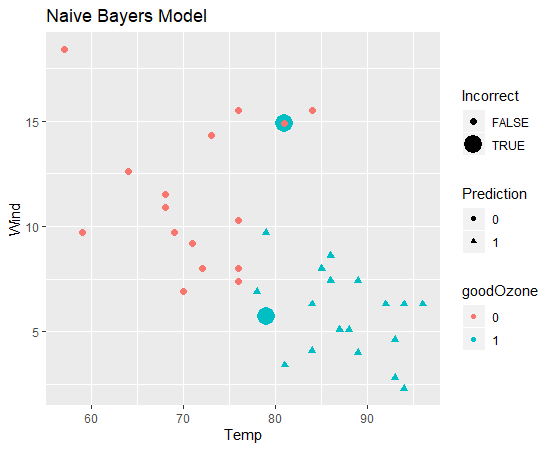 Naive Bayers Model
Wind
15
10
5
60 70 80 90
Temp
Incorrect
FALSE
TRUE
Prediction
0
1
goodOzone
0
1